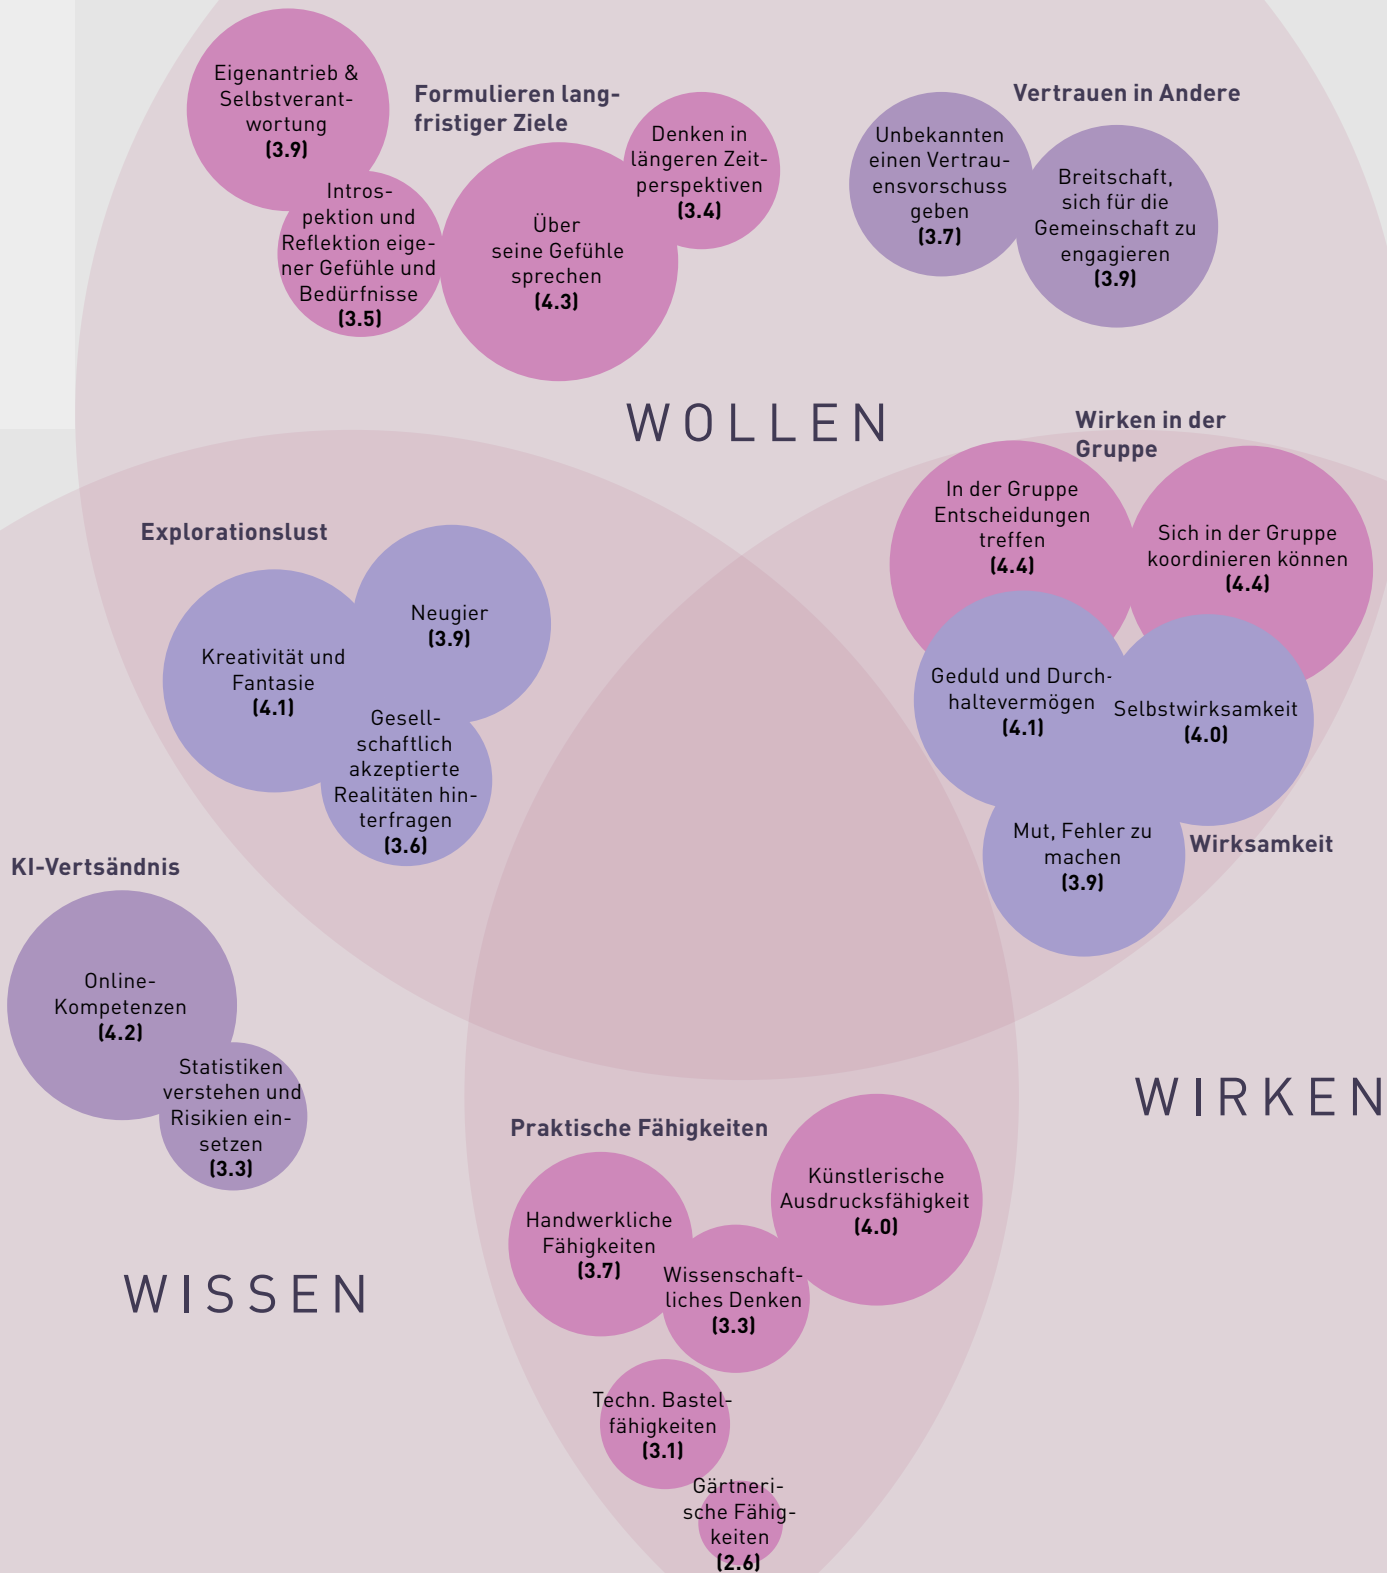 Eigenantrieb &
Selbstverant-
wortung
(3.9)
Formulieren lang-
fristiger Ziele
Intros-
pektion und
Reflektion eige-
ner Gefühle und
Bedürfnisse
(3.5)
Über
seine Gefühle
sprechen
(4.3)
Denken in
längeren Zeit-
perspektiven
(3.4)
Vertrauen in Andere
Unbekannten
einen Vertrau-
ensvorschuss
geben
(3.7)
Breitschaft,
sich für die
Gemeinschaft zu
engagieren
(3.9)
WOLLEN
Wirken in der
Gruppe
In der Gruppe
Entscheidungen
treffen
(4.4)
Sich in der Gruppe
koordinieren können
(4.4)
Geduld und Durch-
haltevermögen
(4.1)
Selbstwirksamkeit
(4.0)
Mut, Fehler zu
machen
(3.9)
Wirksamkeit
Explorationslust
Neugier
(3.9)
Kreativität und
Fantasie
(4.1)
Gesell-
schaftlich
akzeptierte
Realitäten hin-
terfragen
(3.6)
KI-Vertsändnis
Online-
Kompetenzen
(4.2)
Statistiken
verstehen und
Risikien ein-
setzen
(3.3)
WISSEN
WIRKEN
Praktische Fähigkeiten
Künstlerische
Ausdrucksfähigkeit
(4.0)
Handwerkliche
Fähigkeiten
(3.7)
Wissenschaft-
liches Denken
(3.3)
Techn. Bastel-
fähigkeiten
(3.1)
Gärtneri-
sche Fähig-
keiten
(2.6)